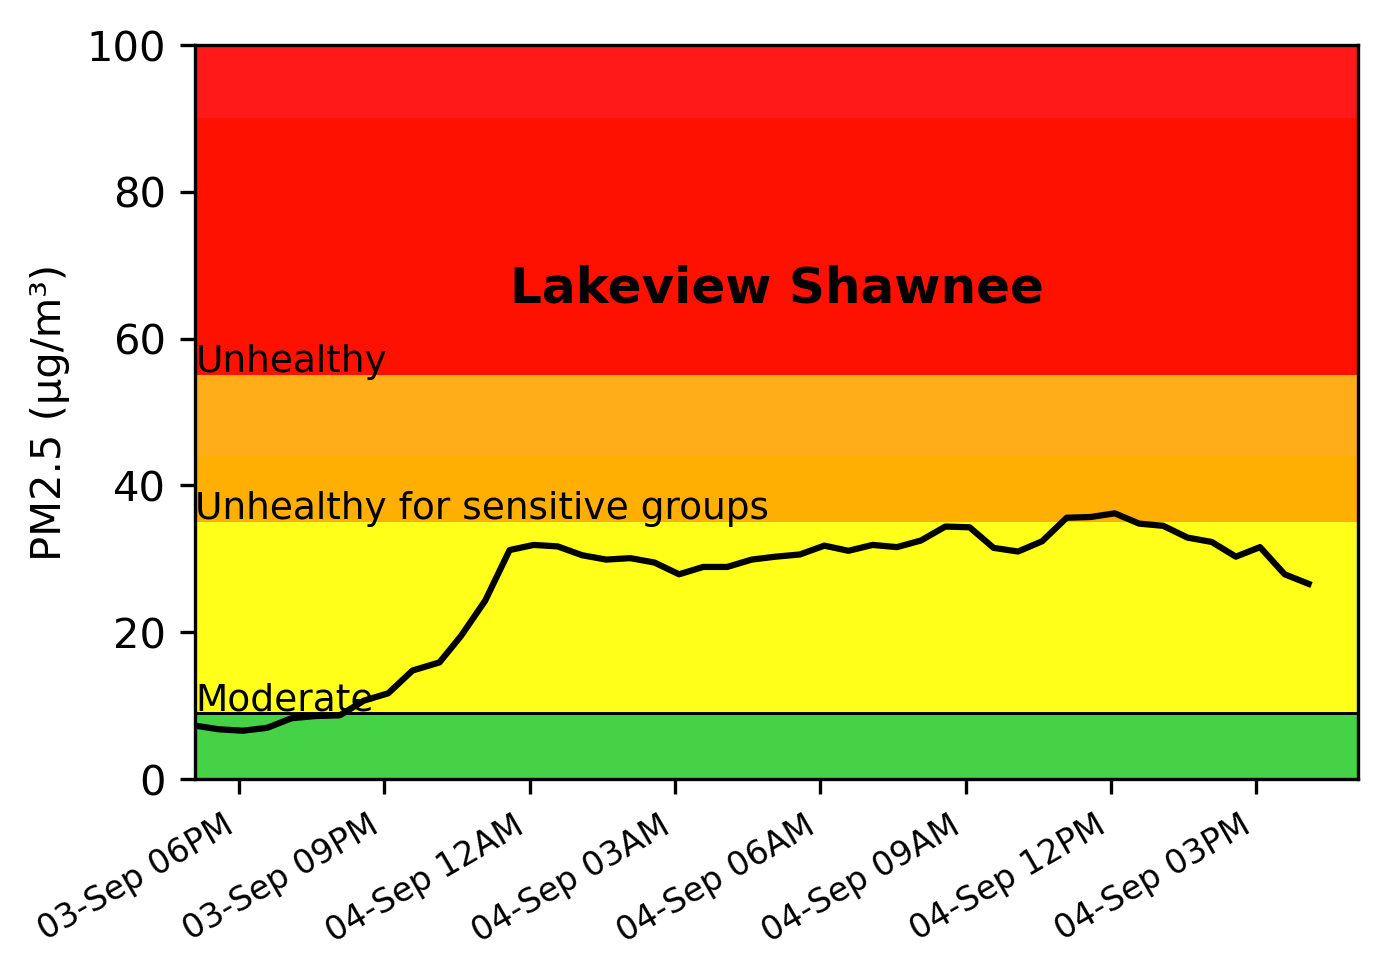 100
80
60
40
20
0
PM2.5 (µg/m³)
Lakeview Shawnee
Unhealthy
Unhealthy for sensitive groups
Moderate
03-Sep 06PM
03-Sep 09PM
04-Sep 12AM
04-Sep 03AM
04-Sep 06AM
04-Sep 09AM
04-Sep 12PM
04-Sep 03PM